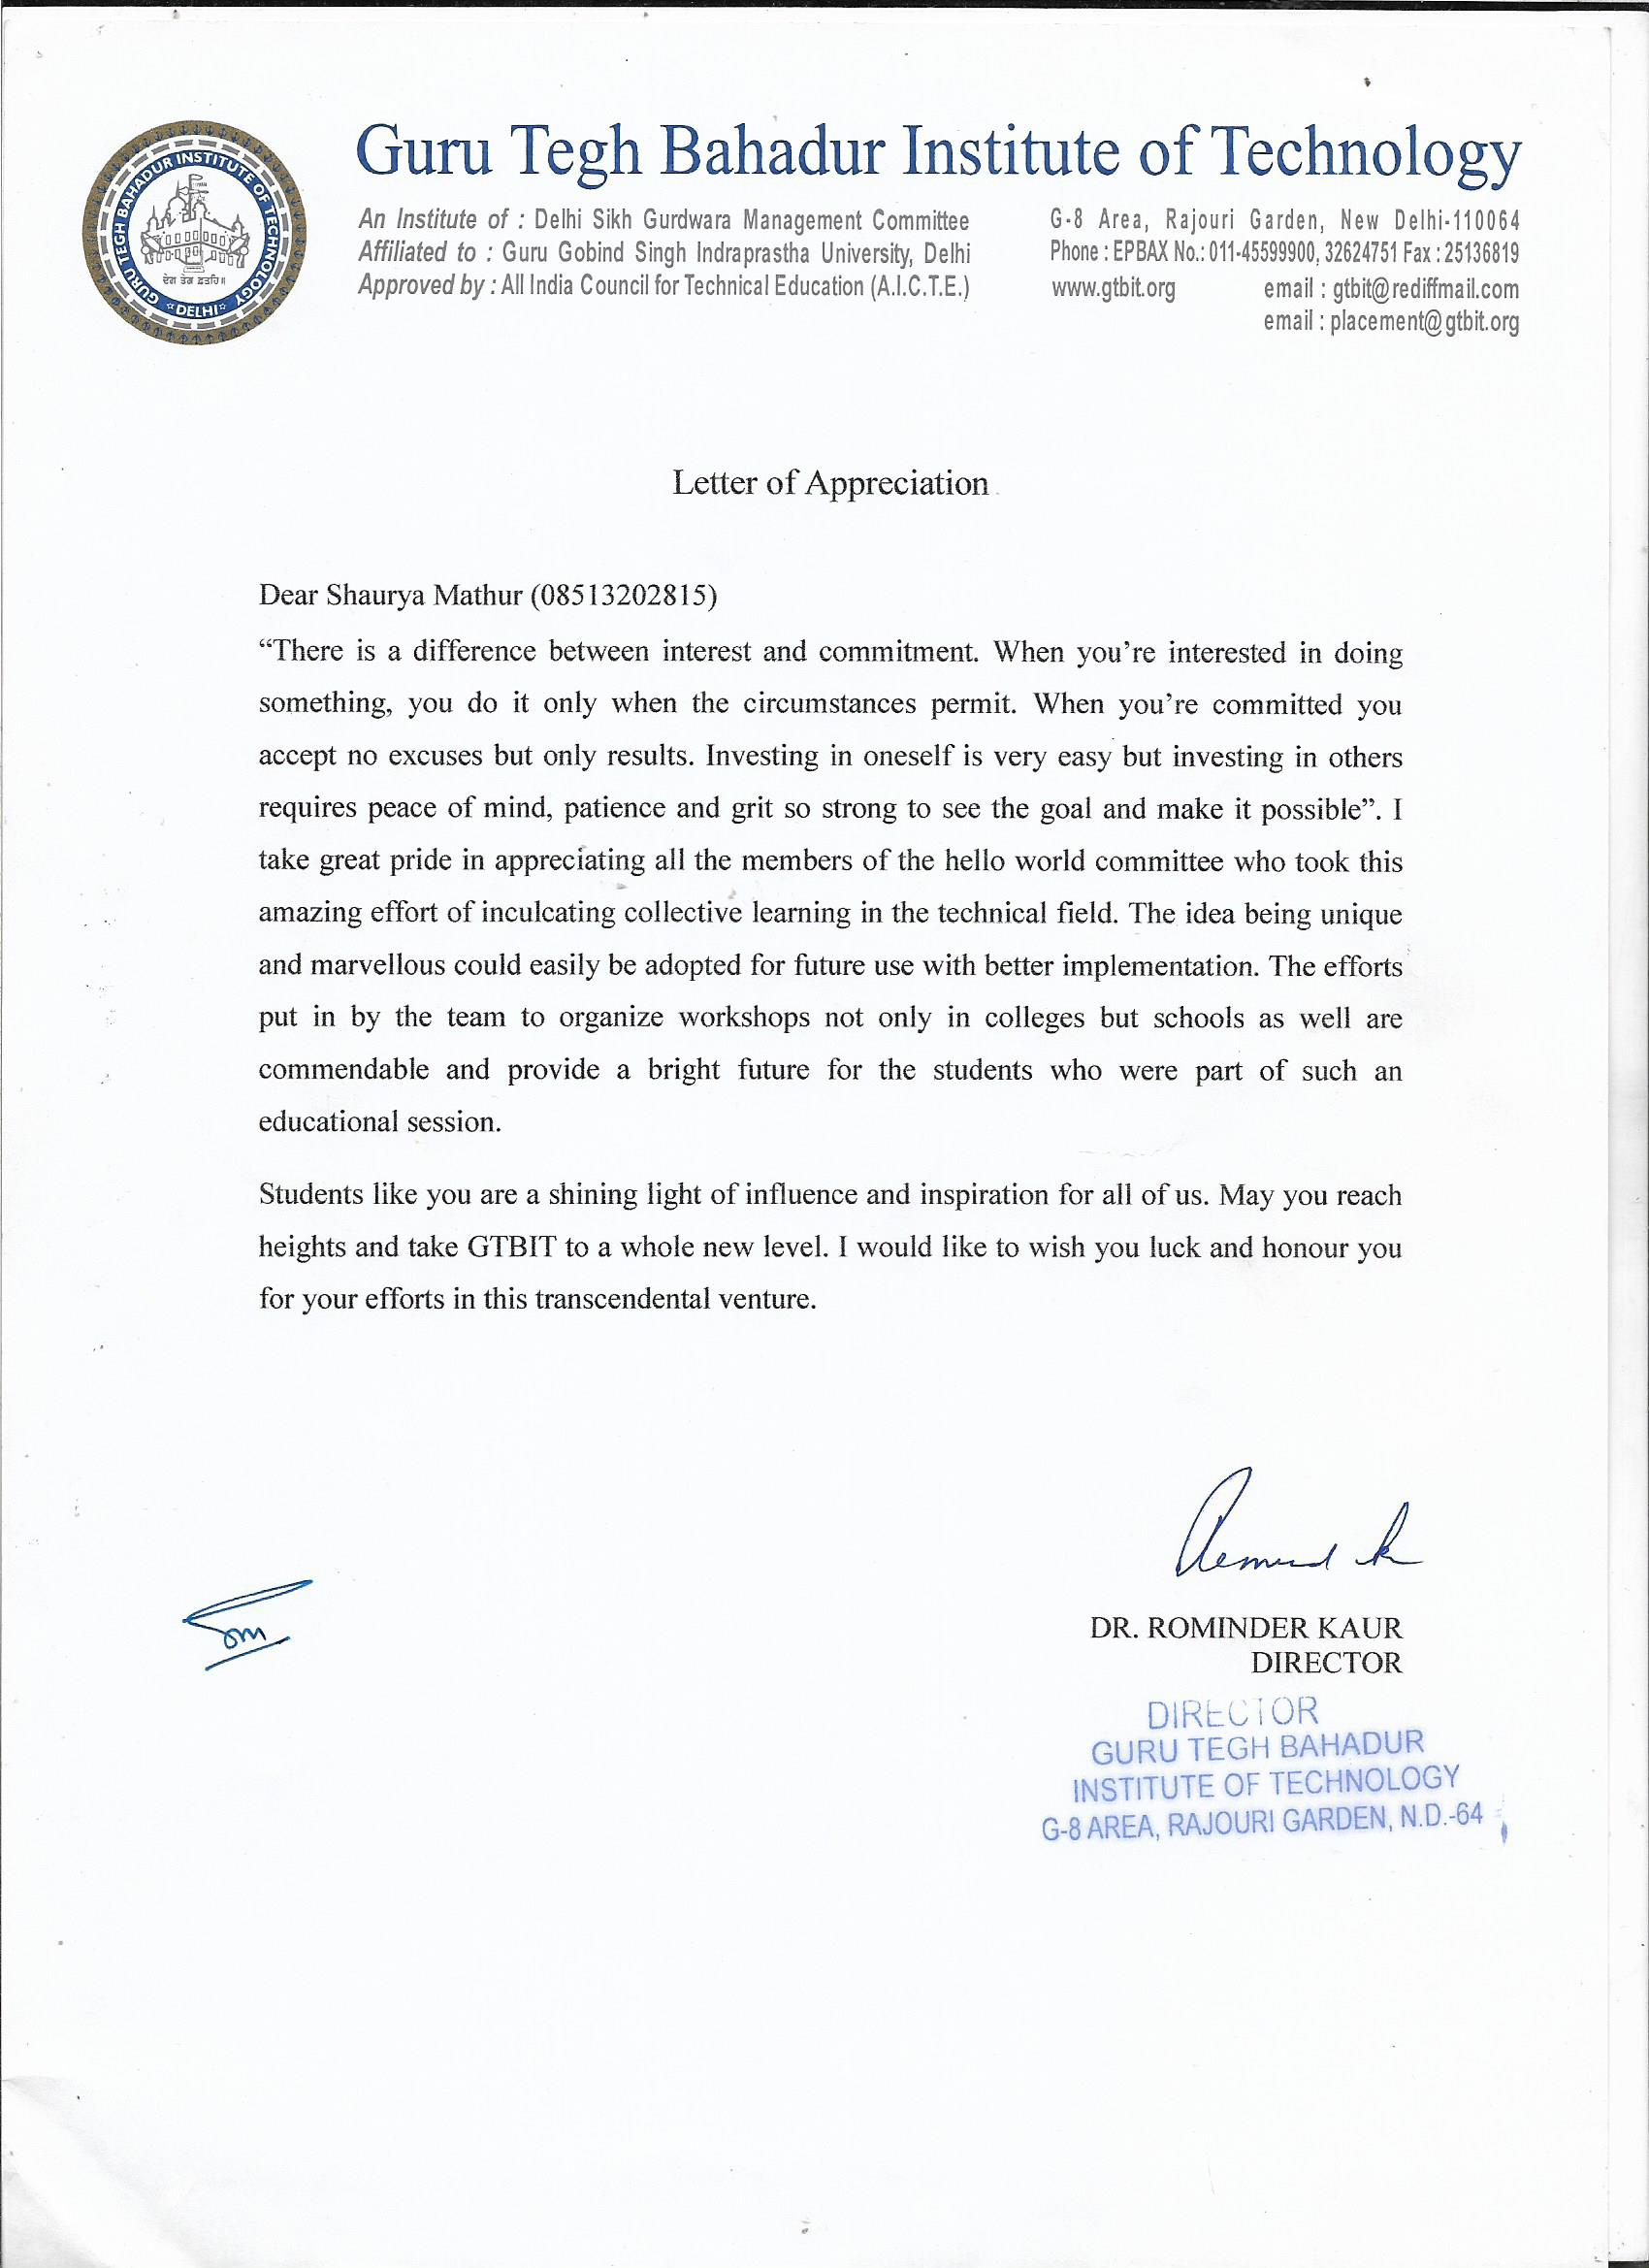 GURU TEGH BAHADUR INSTITUTE OF TECHNOLOGY
ਦੇਗ ਤੇਗ ਫ਼ਤਹਿ॥
* DELHI *
Guru Tegh Bahadur Institute of Technology
An Institute of : Delhi Sikh Gurdwara Management Committee
Affiliated to : Guru Gobind Singh Indraprastha University, Delhi
Approved by : All India Council for Technical Education (A.I.C.T.E.)
G-8 Area, Rajouri Garden, New Delhi-110064
Phone : EPBAX No.: 011-45599900, 32624751 Fax : 25136819
www.gtbit.org email : gtbit@rediffmail.com
email : placement@gtbit.org
Letter of Appreciation
Dear Shaurya Mathur (08513202815)
“There is a difference between interest and commitment. When you’re interested in doing
something, you do it only when the circumstances permit. When you’re committed you
accept no excuses but only results. Investing in oneself is very easy but investing in others
requires peace of mind, patience and grit so strong to see the goal and make it possible”. I
take great pride in appreciating all the members of the hello world committee who took this
amazing effort of inculcating collective learning in the technical field. The idea being unique
and marvellous could easily be adopted for future use with better implementation. The efforts
put in by the team to organize workshops not only in colleges but schools as well are
commendable and provide a bright future for the students who were part of such an
educational session.
Students like you are a shining light of influence and inspiration for all of us. May you reach
heights and take GTBIT to a whole new level. I would like to wish you luck and honour you
for your efforts in this transcendental venture.
DR. ROMINDER KAUR
DIRECTOR
DIRECTOR
GURU TEGH BAHADUR
INSTITUTE OF TECHNOLOGY
G-8 AREA, RAJOURI GARDEN, N.D.-64